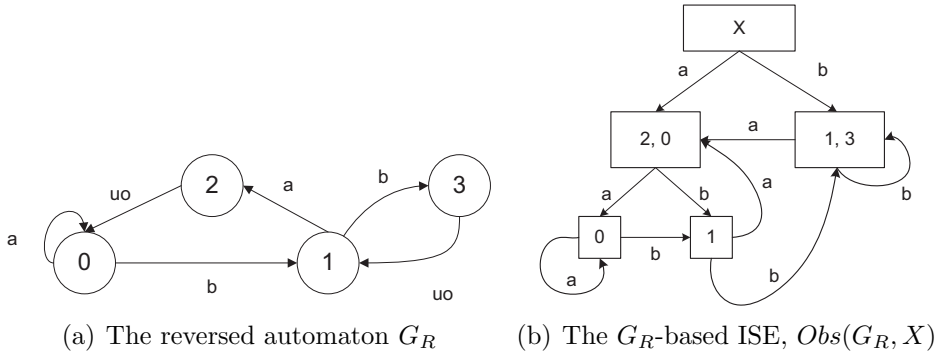 X
a
b
2, 0
a
1, 3
b
a
b
a
0
b
1
a
b
uo
2
a
b
3
a
0
b
1
uo
(a) The reversed automaton G_R
(b) The G_R-based ISE, Obs(G_R, X)